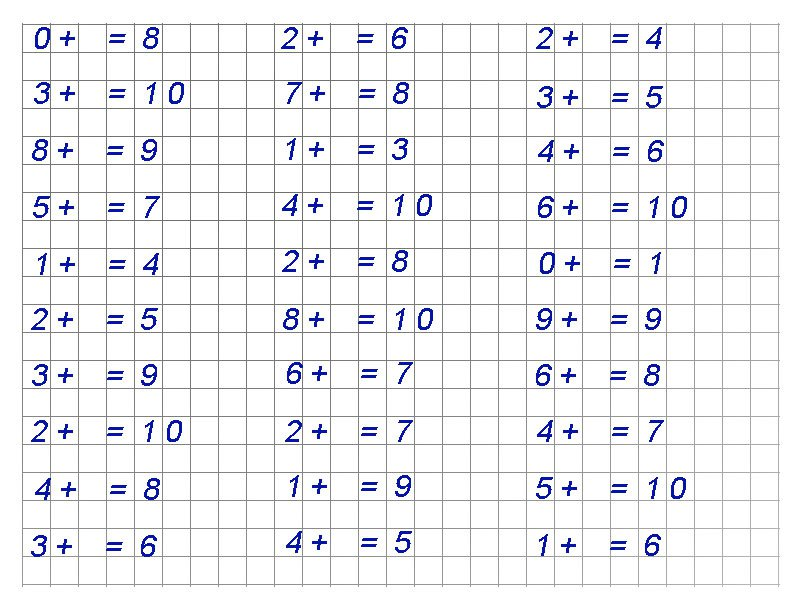 0 + = 8 2 + = 6 2 + = 4
3 + = 10 7 + = 8 3 + = 5
8 + = 9 1 + = 3 4 + = 6
5 + = 7 4 + = 10 6 + = 10
1 + = 4 2 + = 8 0 + = 1
2 + = 5 8 + = 10 9 + = 9
3 + = 9 6 + = 7 6 + = 8
2 + = 10 2 + = 7 4 + = 7
4 + = 8 1 + = 9 5 + = 10
3 + = 6 4 + = 5 1 + = 6